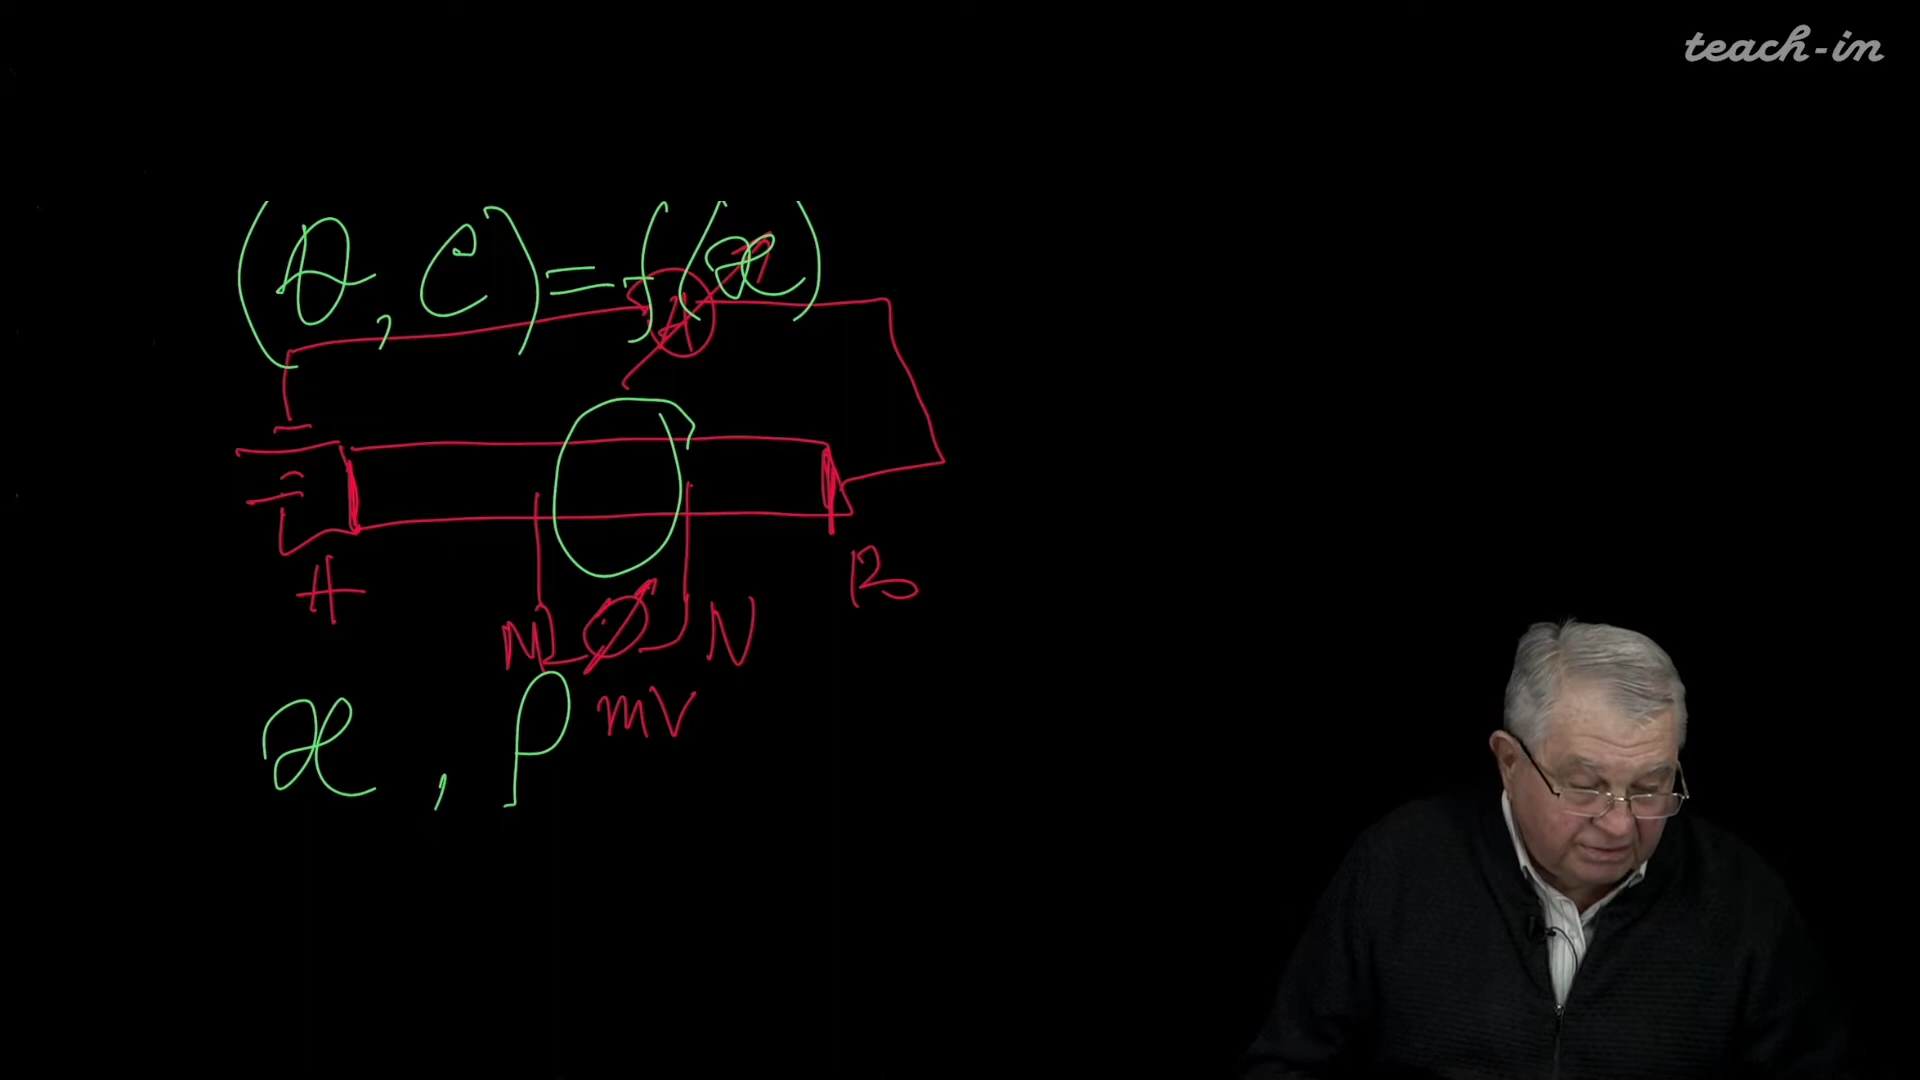 teach-in
(D, C) = f(æ)
A
A B
M N
mV
æ, ρ